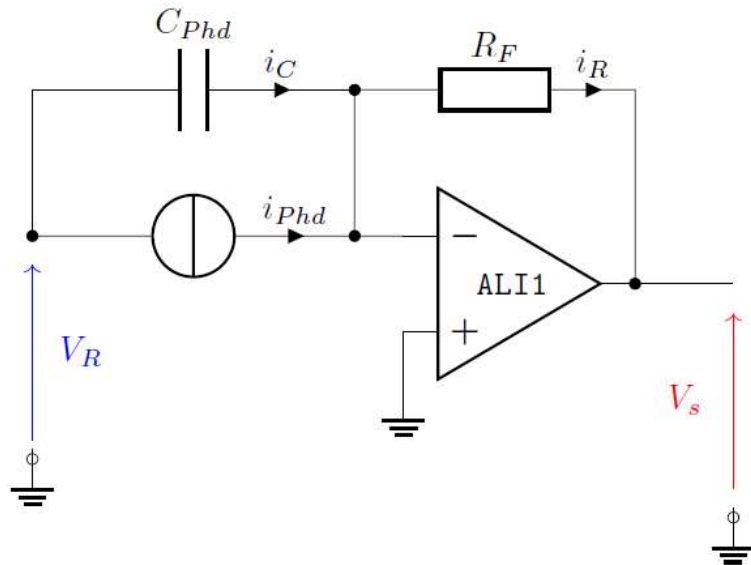 C_{Phd}
i_C
R_F
i_R
i_{Phd}
−
ALI1
+
V_R
V_s